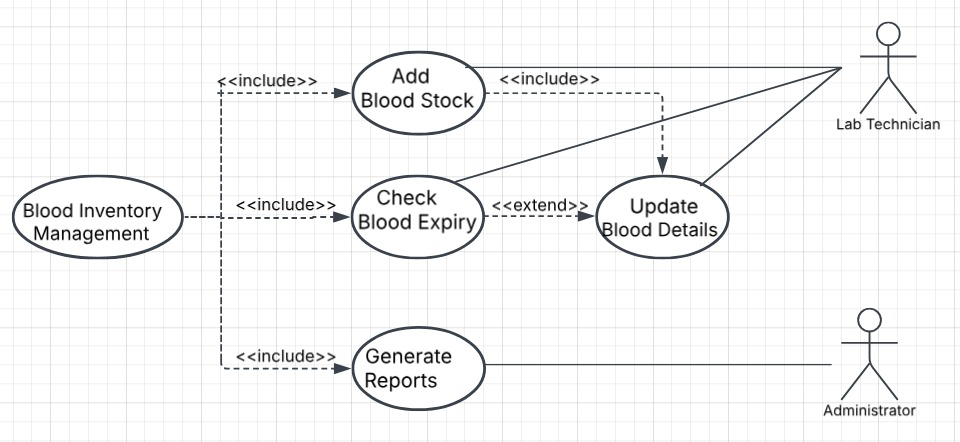 <<include>>
Add
Blood Stock
<<include>>
Lab Technician
Blood Inventory
Management
<<include>>
Check
Blood Expiry
<<extend>>
Update
Blood Details
<<include>>
Generate
Reports
Administrator